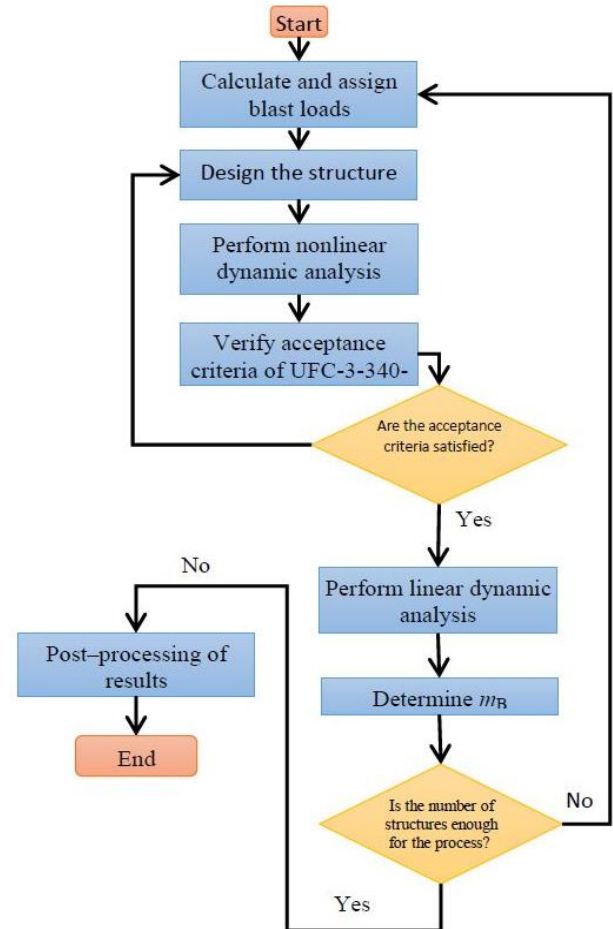 Start
Calculate and assign
blast loads
Design the structure
Perform nonlinear
dynamic analysis
Verify acceptance
criteria of UFC-3-340-
Are the acceptance
criteria satisfied?
Yes
No
Perform linear dynamic
analysis
Post–processing of
results
Determine mB
End
Is the number of
structures enough
for the process?
No
Yes